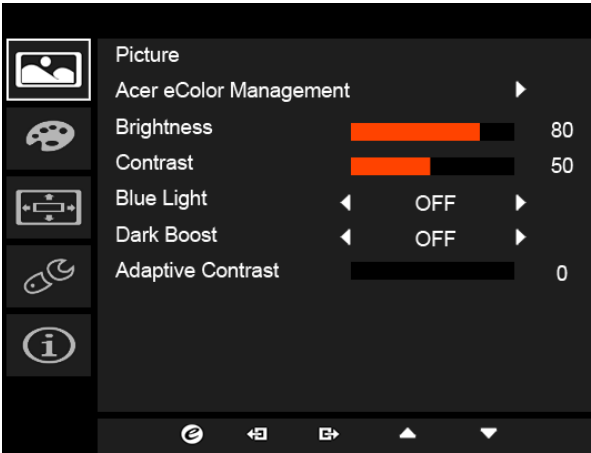 Picture
Acer eColor Management
Brightness 80
Contrast 50
Blue Light OFF
Dark Boost OFF
Adaptive Contrast 0